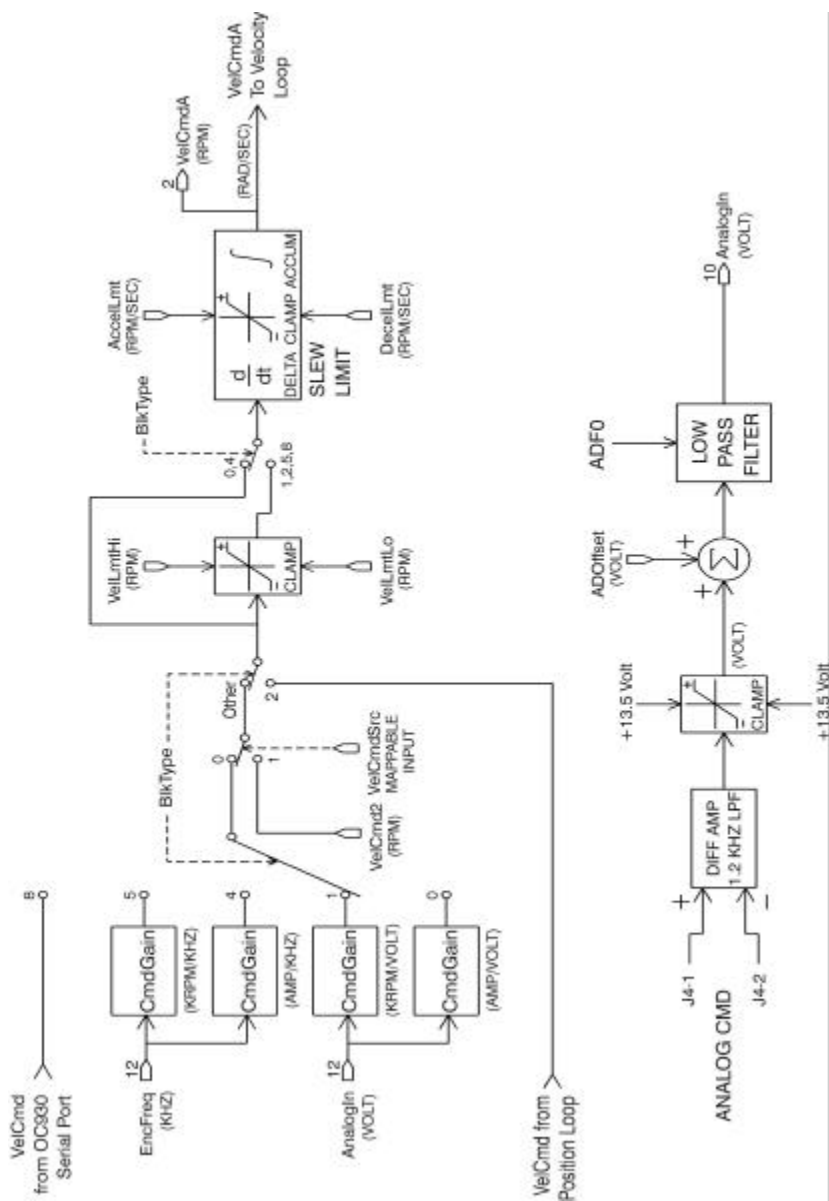 VelCmd
from OC930
Serial Port
8
EncFreq
(KHZ)
12
CmdGain
(KRPM/KHZ)
5
CmdGain
(AMP/KHZ)
4
AnalogIn
(VOLT)
12
CmdGain
(KRPM/VOLT)
1
CmdGain
(AMP/VOLT)
0
VelCmd from
Position Loop
BlkType
0
1
VelCmd2
(RPM)
VelCmdSrc
MAPPABLE
INPUT
Other
2
VelLmtHi
(RPM)
±
=
CLAMP
VelLmtLo
(RPM)
BlkType
0,4
1,2,5,8
AccelLmt
(RPM/SEC)
d
dt
±
=
∫
DELTA CLAMP ACCUM
SLEW
LIMIT
DecelLmt
(RPM/SEC)
2
VelCmdA
(RPM)
(RAD/SEC)
VelCmdA
To Velocity
Loop
ANALOG CMD
J4-1
J4-2
+
−
DIFF AMP
1.2 KHZ LPF
+13.5 Volt
±
=
CLAMP
+13.5 Volt
(VOLT)
ADOffset
(VOLT)
+
+
Σ
ADF0
LOW
PASS
FILTER
10
AnalogIn
(VOLT)